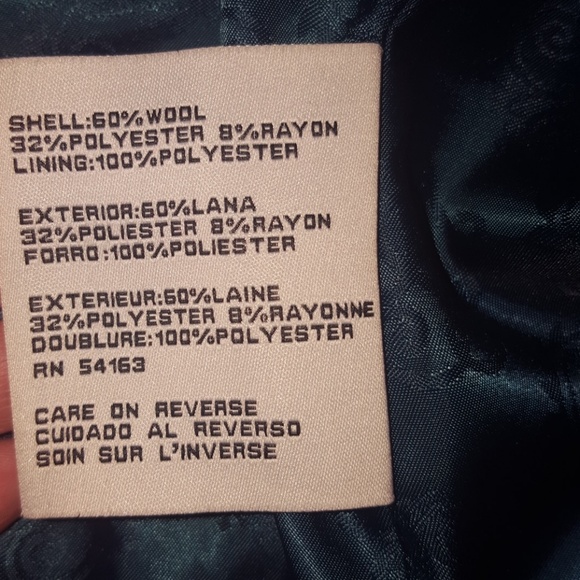 SHELL:60%WOOL
32%POLYESTER 8%RAYON
LINING:100%POLYESTER
EXTERIOR:60%LANA
32%POLIESTER 8%RAYON
FORRO:100%POLIESTER
EXTERIEUR:60%LAINE
32%POLYESTER 8%RAYONNE
DOUBLURE:100%POLYESTER
RN 54163
CARE ON REVERSE
CUIDADO AL REVERSO
SOIN SUR L'INVERSE